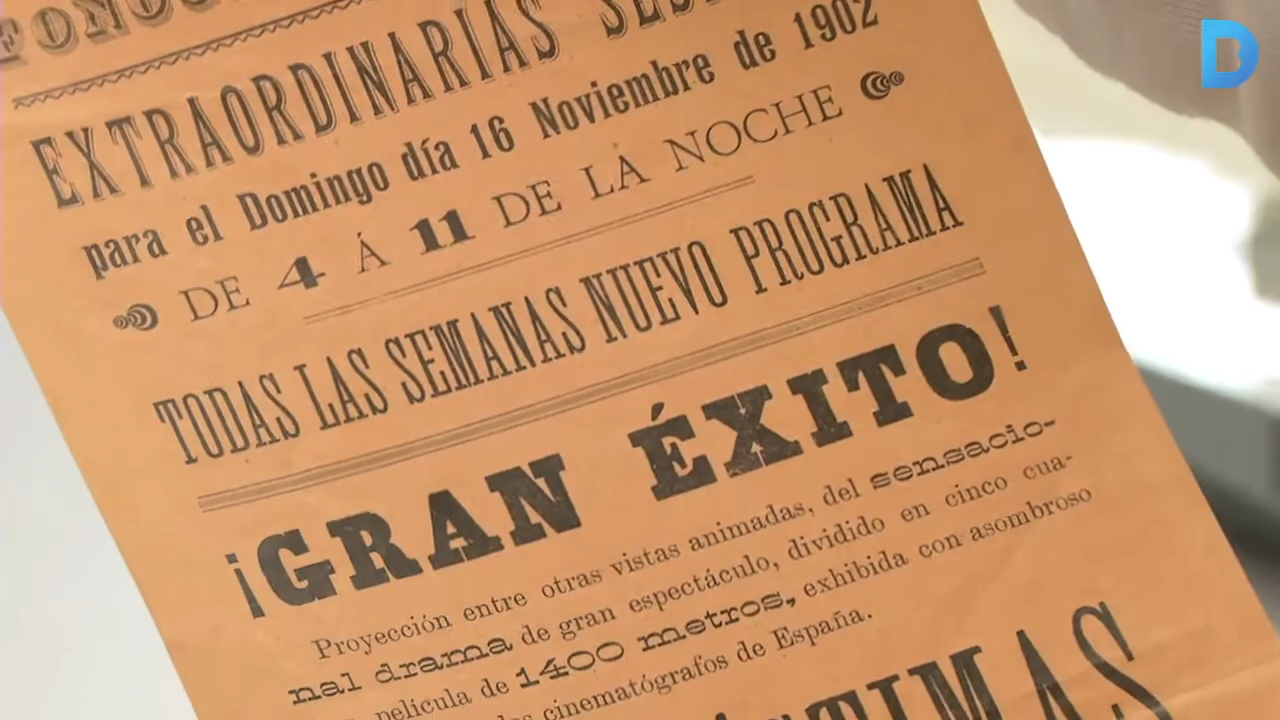 EXTRAORDINARIAS
para el Domingo día 16 Noviembre de 1902
DE 4 Á 11 DE LA NOCHE
TODAS LAS SEMANAS NUEVO PROGRAMA
¡GRAN ÉXITO!
Proyección entre otras vistas animadas, del sensacio-
nal drama de gran espectáculo, dividido en cinco cua-
película de 1400 metros, exhibida con asombroso
cinematógrafos de España.